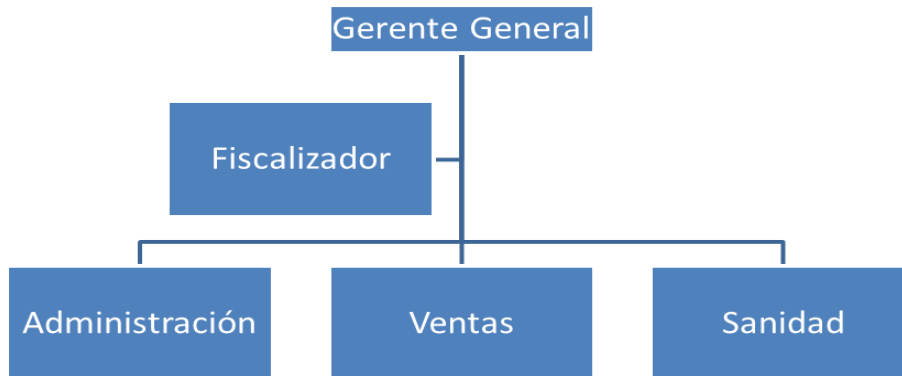 Gerente General
Fiscalizador
Administración
Ventas
Sanidad